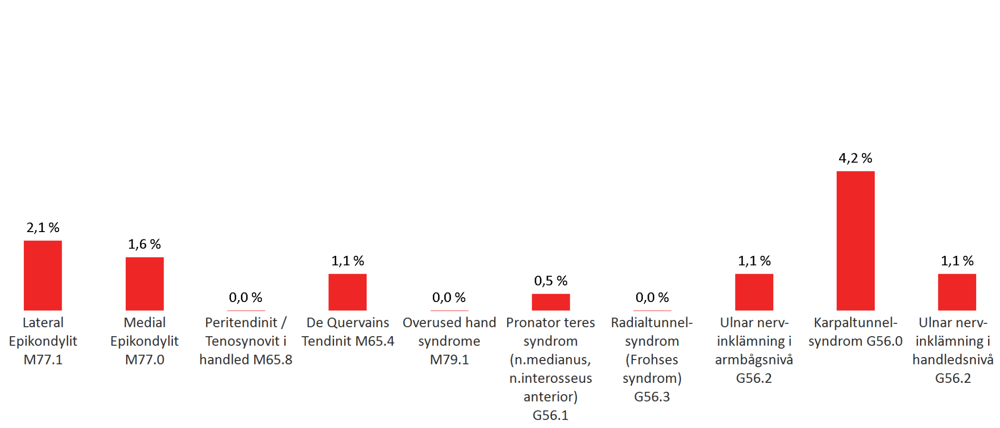 4,2 %
2,1 %
1,6 %
1,1 %
1,1 %
1,1 %
0,5 %
0,0 %
0,0 %
0,0 %
Lateral
Epikondylit
M77.1
Medial
Epikondylit
M77.0
Peritendinit /
Tenosynovit i
handled M65.8
De Quervains
Tendinit M65.4
Overused hand
syndrome
M79.1
Pronator teres
syndrom
(n.medianus,
n.interosseus
anterior)
G56.1
Radialtunnel-
syndrom
(Frohses
syndrom)
G56.3
Ulnar nerv-
inklämning i
armbågsnivå
G56.2
Karpaltunnel-
syndrom G56.0
Ulnar nerv-
inklämning i
handledsnivå
G56.2